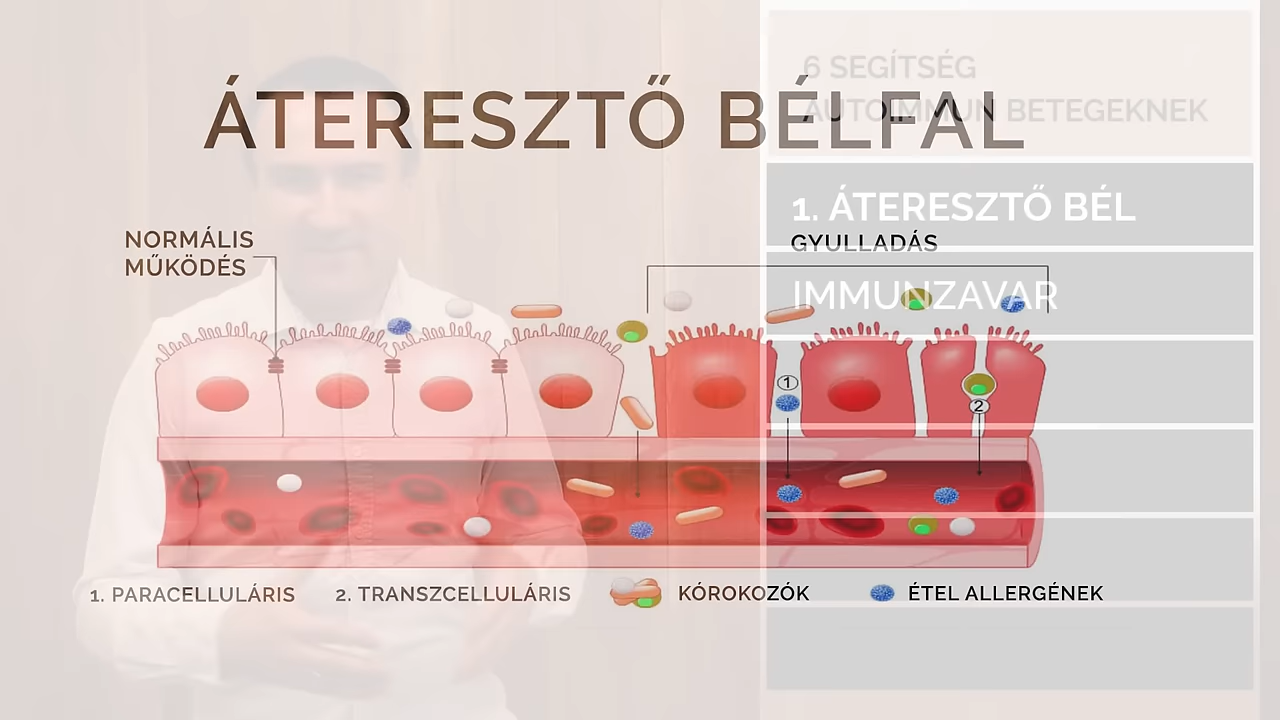 6 SEGÍTSÉG
AUTOIMMUN BETEGEKNEK
ÁTERESZTŐ BÉLFAL
1. ÁTERESZTŐ BÉL
NORMÁLIS
MŰKÖDÉS
GYULLADÁS
IMMUNZAVAR
1
2
1. PARACELLULÁRIS
2. TRANSZCELLULÁRIS
KÓROKOZÓK
ÉTEL ALLERGÉNEK